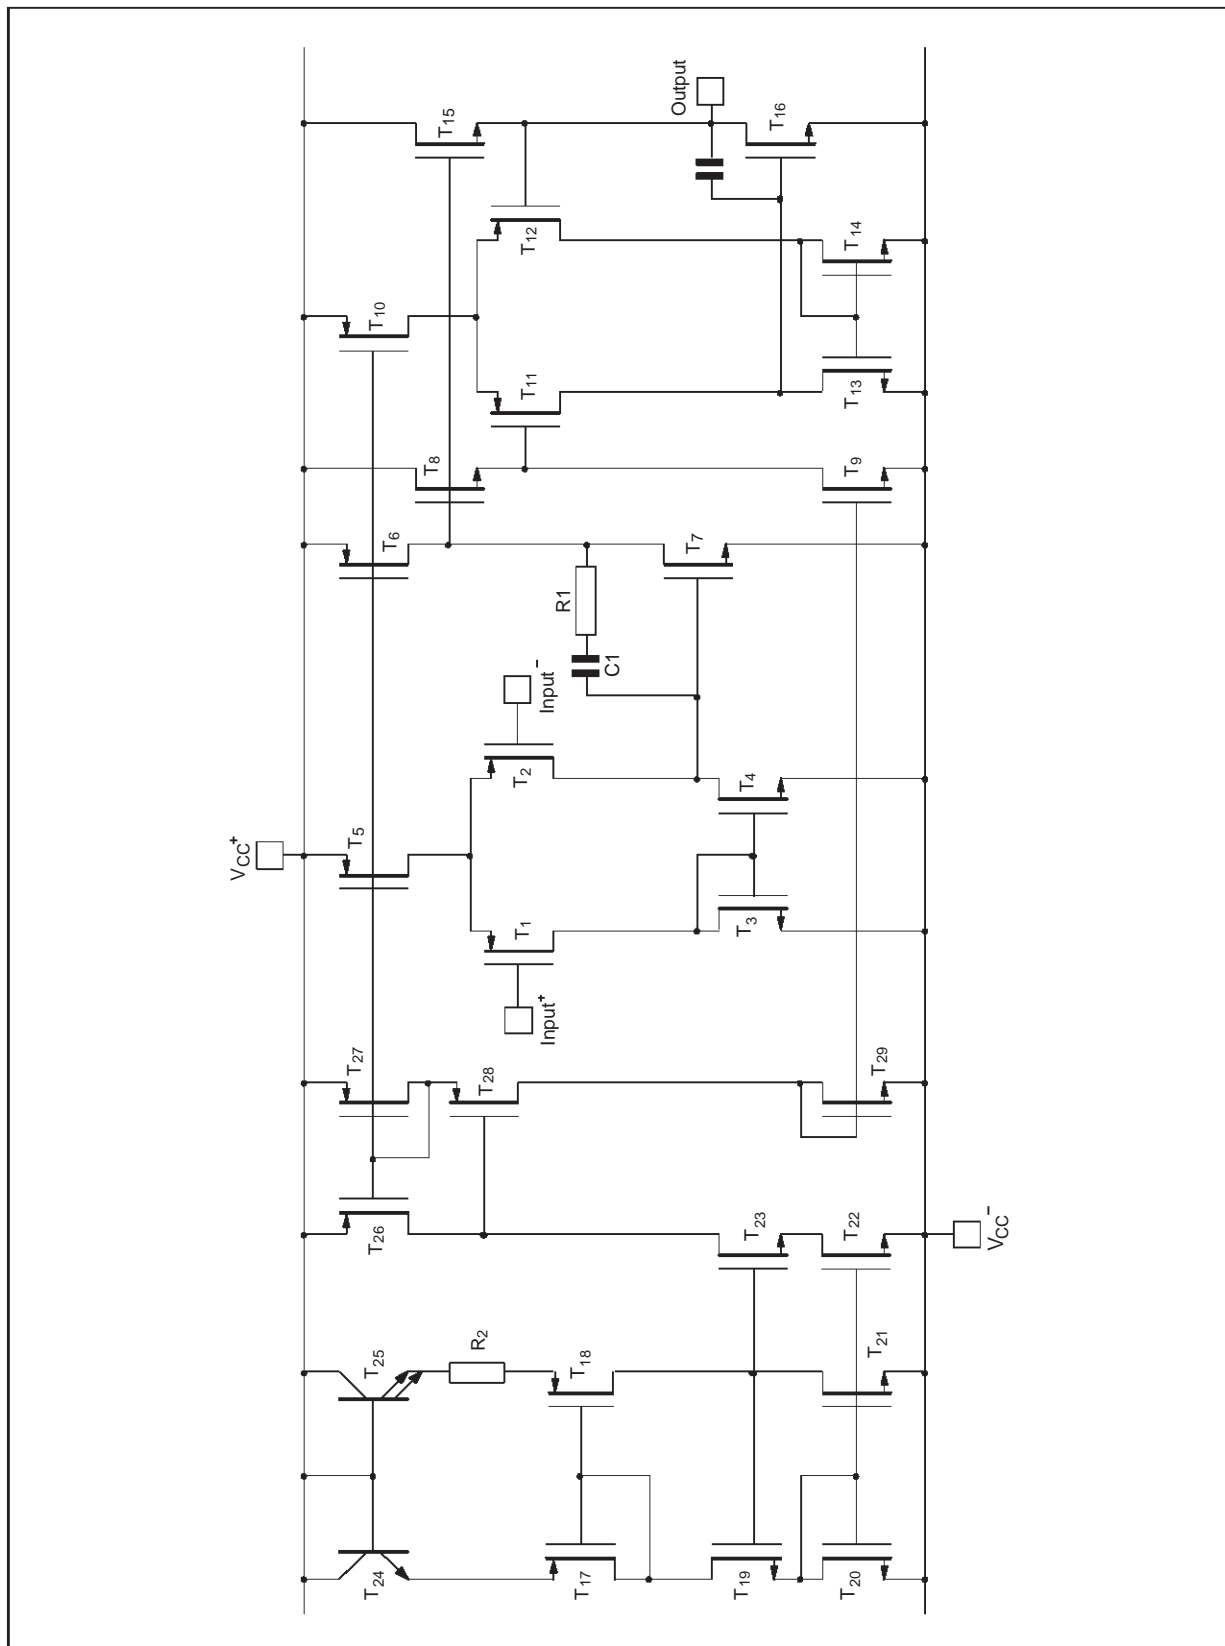 Output
T15
T16
T12
T14
T10
T11
T13
T8
T9
T6
T7
R1
C1
Input-
T2
T4
VCC+
T5
T1
T3
Input+
T27
T28
T29
T26
T23
T22
VCC-
T25
R2
T18
T21
T24
T17
T19
T20